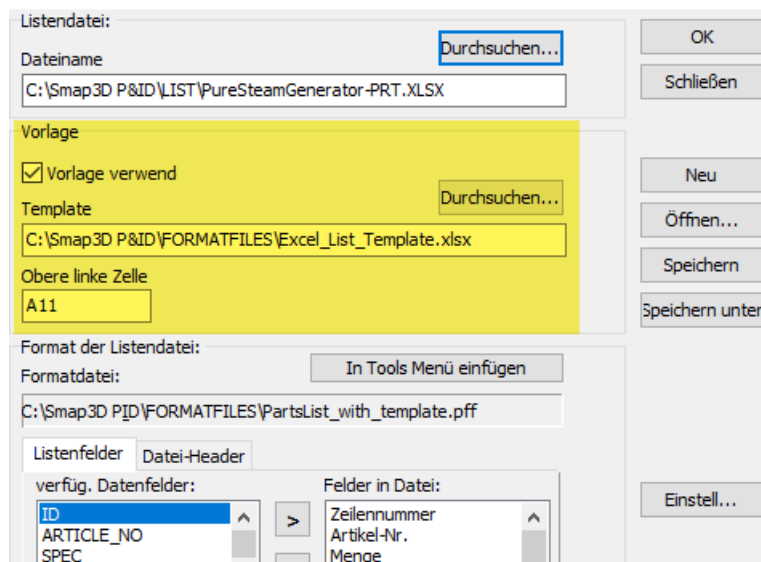 Listendatei:
Dateiname
Durchsuchen...
C:\Smap3D P&ID\LIST\PureSteamGenerator-PRT.XLSX
OK
Schließen
Vorlage
Vorlage verwend
Template
Durchsuchen...
C:\Smap3D P&ID\FORMATFILES\Excel_List_Template.xlsx
Obere linke Zelle
A11
Neu
Öffnen...
Speichern
Speichern unter
Format der Listendatei:
Formatdatei:
In Tools Menü einfügen
C:\Smap3D PID\FORMATFILES\PartsList_with_template.pff
Listenfelder
Datei-Header
verfüg. Datenfelder:
Felder in Datei:
ID
ARTICLE_NO
SPEC
>
Zeilennummer
Artikel-Nr.
Menge
Einstell...